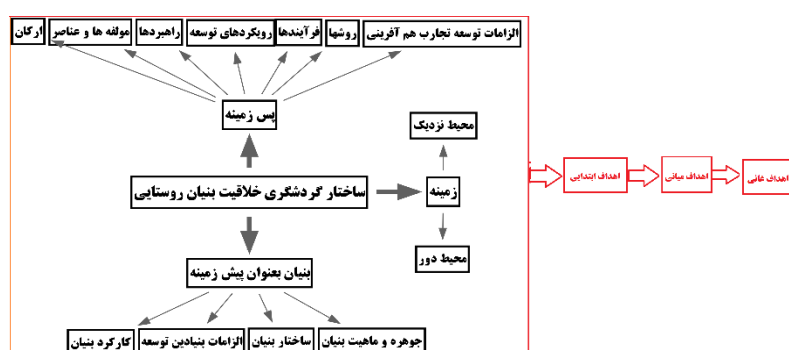 الزامات توسعه تجارب هم آفرینی
روشها
فرآیندها
رویکردهای توسعه
راهبردها
مولفه ها و عناصر
ارکان
پس زمینه
محیط نزدیک
ساختار گردشگری خلاقیت بنیان روستایی
زمینه
اهداف ابتدایی
اهداف میانی
اهداف غائی
محیط دور
بنیان بعنوان پیش زمینه
جوهره و ماهیت بنیان
ساختار بنیان
الزامات بنیادین توسعه
کارکرد بنیان